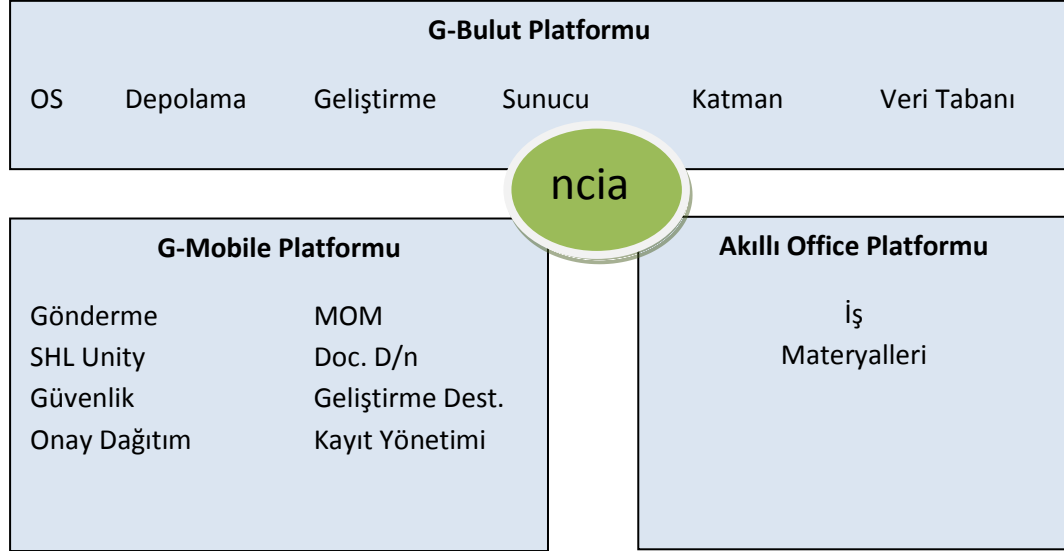 G-Bulut Platformu
OS Depolama Geliştirme Sunucu Katman Veri Tabanı
ncia
G-Mobile Platformu
Gönderme MOM
SHL Unity Doc. D/n
Güvenlik Geliştirme Dest.
Onay Dağıtım Kayıt Yönetimi
Akıllı Office Platformu
İş
Materyalleri